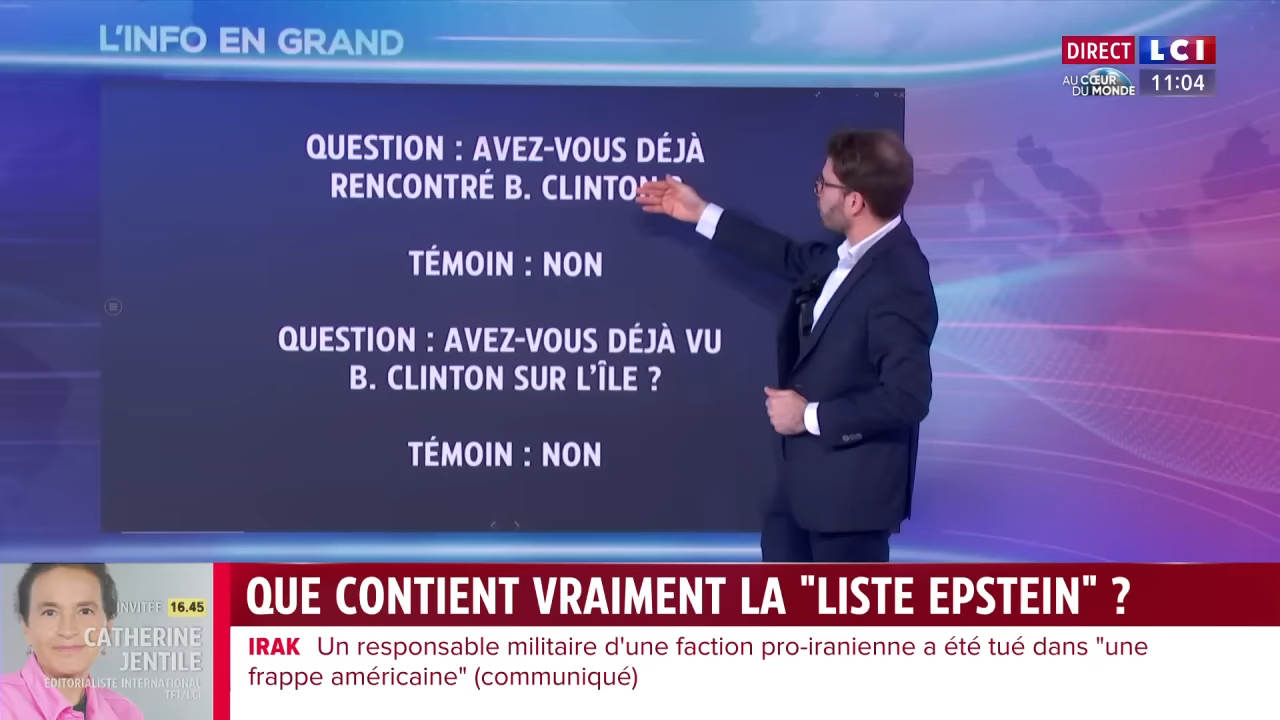 L'INFO EN GRAND
DIRECT LCI
AU CŒUR
DU MONDE
11:04
QUESTION : AVEZ-VOUS DÉJÀ
RENCONTRÉ B. CLINTON ?
TÉMOIN : NON
QUESTION : AVEZ-VOUS DÉJÀ VU
B. CLINTON SUR L'ÎLE ?
TÉMOIN : NON
INVITÉE 16.45
CATHERINE
JENTILE
ÉDITORIALISTE INTERNATIONAL
TF1/LCI
QUE CONTIENT VRAIMENT LA "LISTE EPSTEIN" ?
IRAK Un responsable militaire d'une faction pro-iranienne a été tué dans "une
frappe américaine" (communiqué)